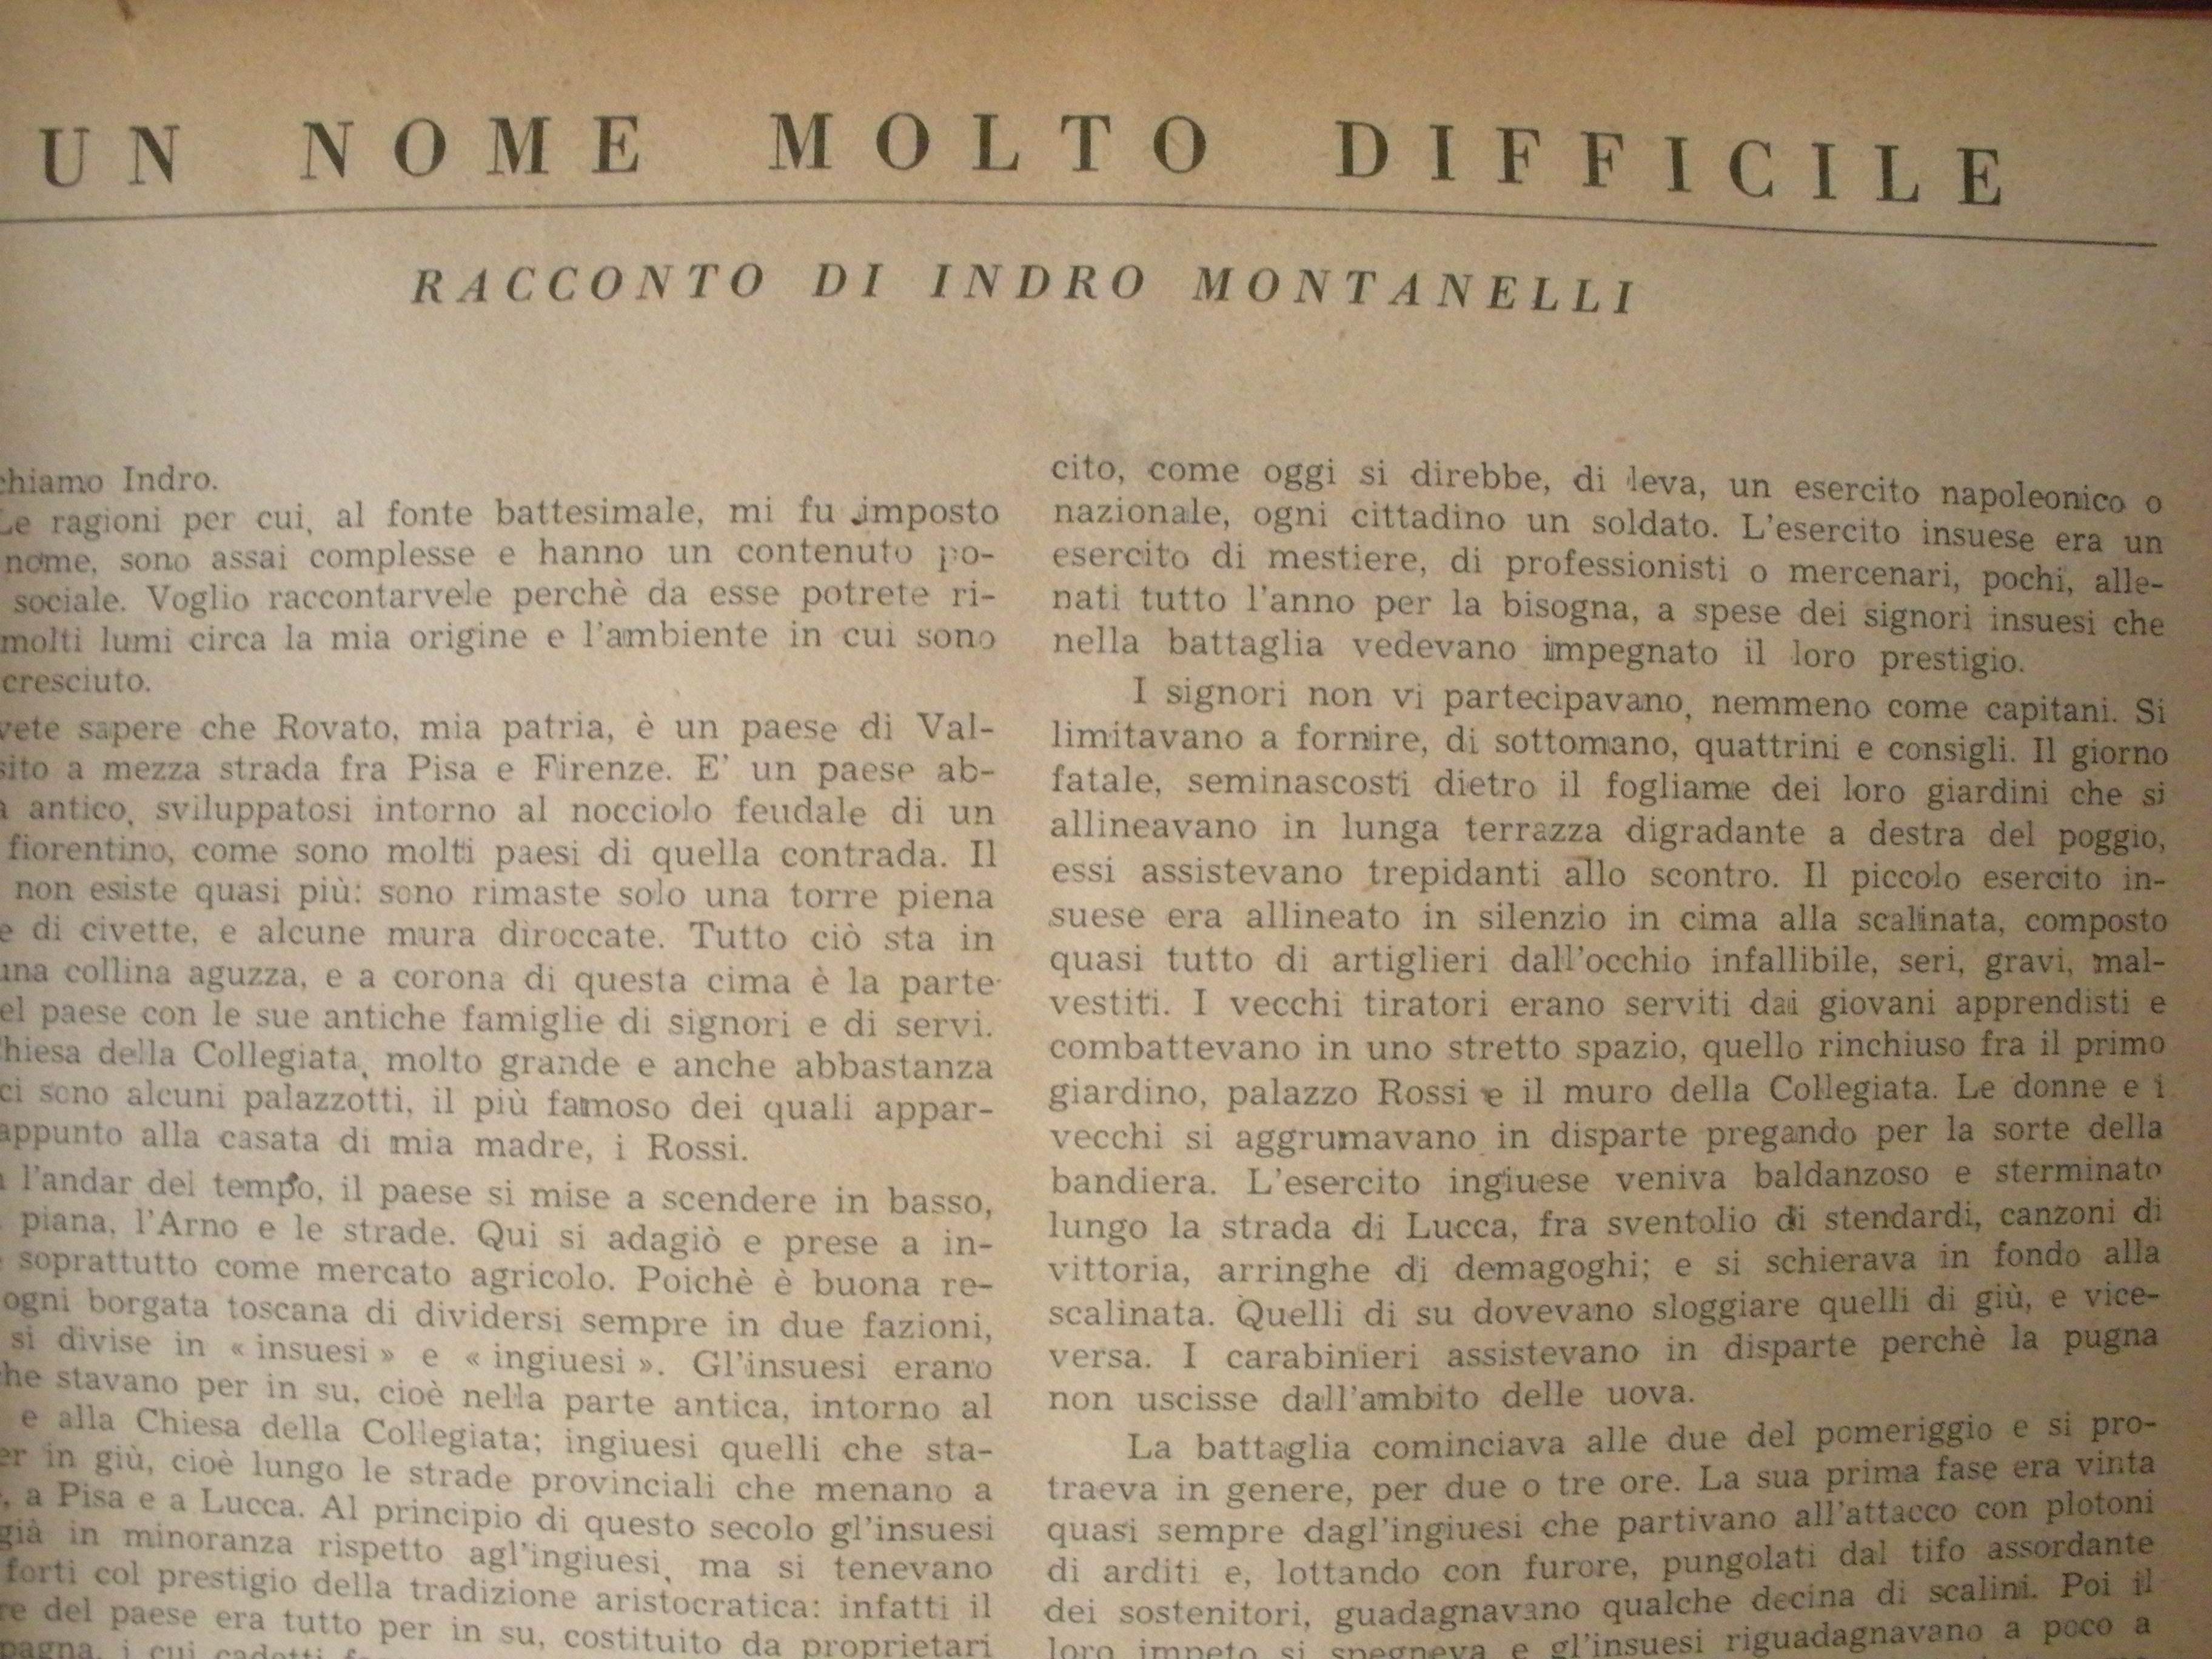 UN NOME MOLTO DIFFICILE
RACCONTO DI INDRO MONTANELLI
chiamo Indro.
Le ragioni per cui, al fonte battesimale, mi fu imposto
nome, sono assai complesse e hanno un contenuto po-
sociale. Voglio raccontarvele perchè da esse potrete ri-
molti lumi circa la mia origine e l'ambiente in cui sono
cresciuto.
sapere che Rovato, mia patria, è un paese di Val-
sito a mezza strada fra Pisa e Firenze. E' un paese ab-
antico, sviluppatosi intorno al nocciolo feudale di un
fiorentino, come sono molti paesi di quella contrada. Il
non esiste quasi più: sono rimaste solo una torre piena
e di civette, e alcune mura diroccate. Tutto ciò sta in
una collina aguzza, e a corona di questa cima è la parte
el paese con le sue antiche famiglie di signori e di servi.
hiesa della Collegiata, molto grande e anche abbastanza
ci sono alcuni palazzotti, il più famoso dei quali appar-
appunto alla casata di mia madre, i Rossi.
l'andar del tempo, il paese si mise a scendere in basso,
piana, l'Arno e le strade. Qui si adagiò e prese a in-
soprattutto come mercato agricolo. Poichè è buona re-
ogni borgata toscana di dividersi sempre in due fazioni,
si divise in « insuesi » e « ingiuesi ». Gl'insuesi erano
he stavano per in su, cioè nella parte antica, intorno al
e alla Chiesa della Collegiata; ingiuesi quelli che sta-
er in giù, cioè lungo le strade provinciali che menano a
, a Pisa e a Lucca. Al principio di questo secolo gl'insuesi
già in minoranza rispetto agl'ingiuesi, ma si tenevano
forti col prestigio della tradizione aristocratica: infatti il
re del paese era tutto per in su, costituito da proprietari
pagna, i cui cadetti
cito, come oggi si direbbe, di leva, un esercito napoleonico o
nazionale, ogni cittadino un soldato. L'esercito insuese era un
esercito di mestiere, di professionisti o mercenari, pochi, alle-
nati tutto l'anno per la bisogna, a spese dei signori insuesi che
nella battaglia vedevano impegnato il loro prestigio.
I signori non vi partecipavano, nemmeno come capitani. Si
limitavano a fornire, di sottomano, quattrini e consigli. Il giorno
fatale, seminascosti dietro il fogliame dei loro giardini che si
allineavano in lunga terrazza digradante a destra del poggio,
essi assistevano trepidanti allo scontro. Il piccolo esercito in-
suese era allineato in silenzio in cima alla scalinata, composto
quasi tutto di artiglieri dall'occhio infallibile, seri, gravi, mal-
vestiti. I vecchi tiratori erano serviti dai giovani apprendisti e
combattevano in uno stretto spazio, quello rinchiuso fra il primo
giardino, palazzo Rossi e il muro della Collegiata. Le donne e i
vecchi si aggrumavano in disparte pregando per la sorte della
bandiera. L'esercito ingiuese veniva baldanzoso e sterminato
lungo la strada di Lucca, fra sventolio di stendardi, canzoni di
vittoria, arringhe di demagoghi; e si schierava in fondo alla
scalinata. Quelli di su dovevano sloggiare quelli di giù, e vice-
versa. I carabinieri assistevano in disparte perchè la pugna
non uscisse dall'ambito delle uova.
La battaglia cominciava alle due del pomeriggio e si pro-
traeva in genere, per due o tre ore. La sua prima fase era vinta
quasi sempre dagl'ingiuesi che partivano all'attacco con plotoni
di arditi e, lottando con furore, pungolati dal tifo assordante
dei sostenitori, guadagnavano qualche decina di scalini. Poi il
loro impeto si spegneva e gl'insuesi riguadagnavano a poco a